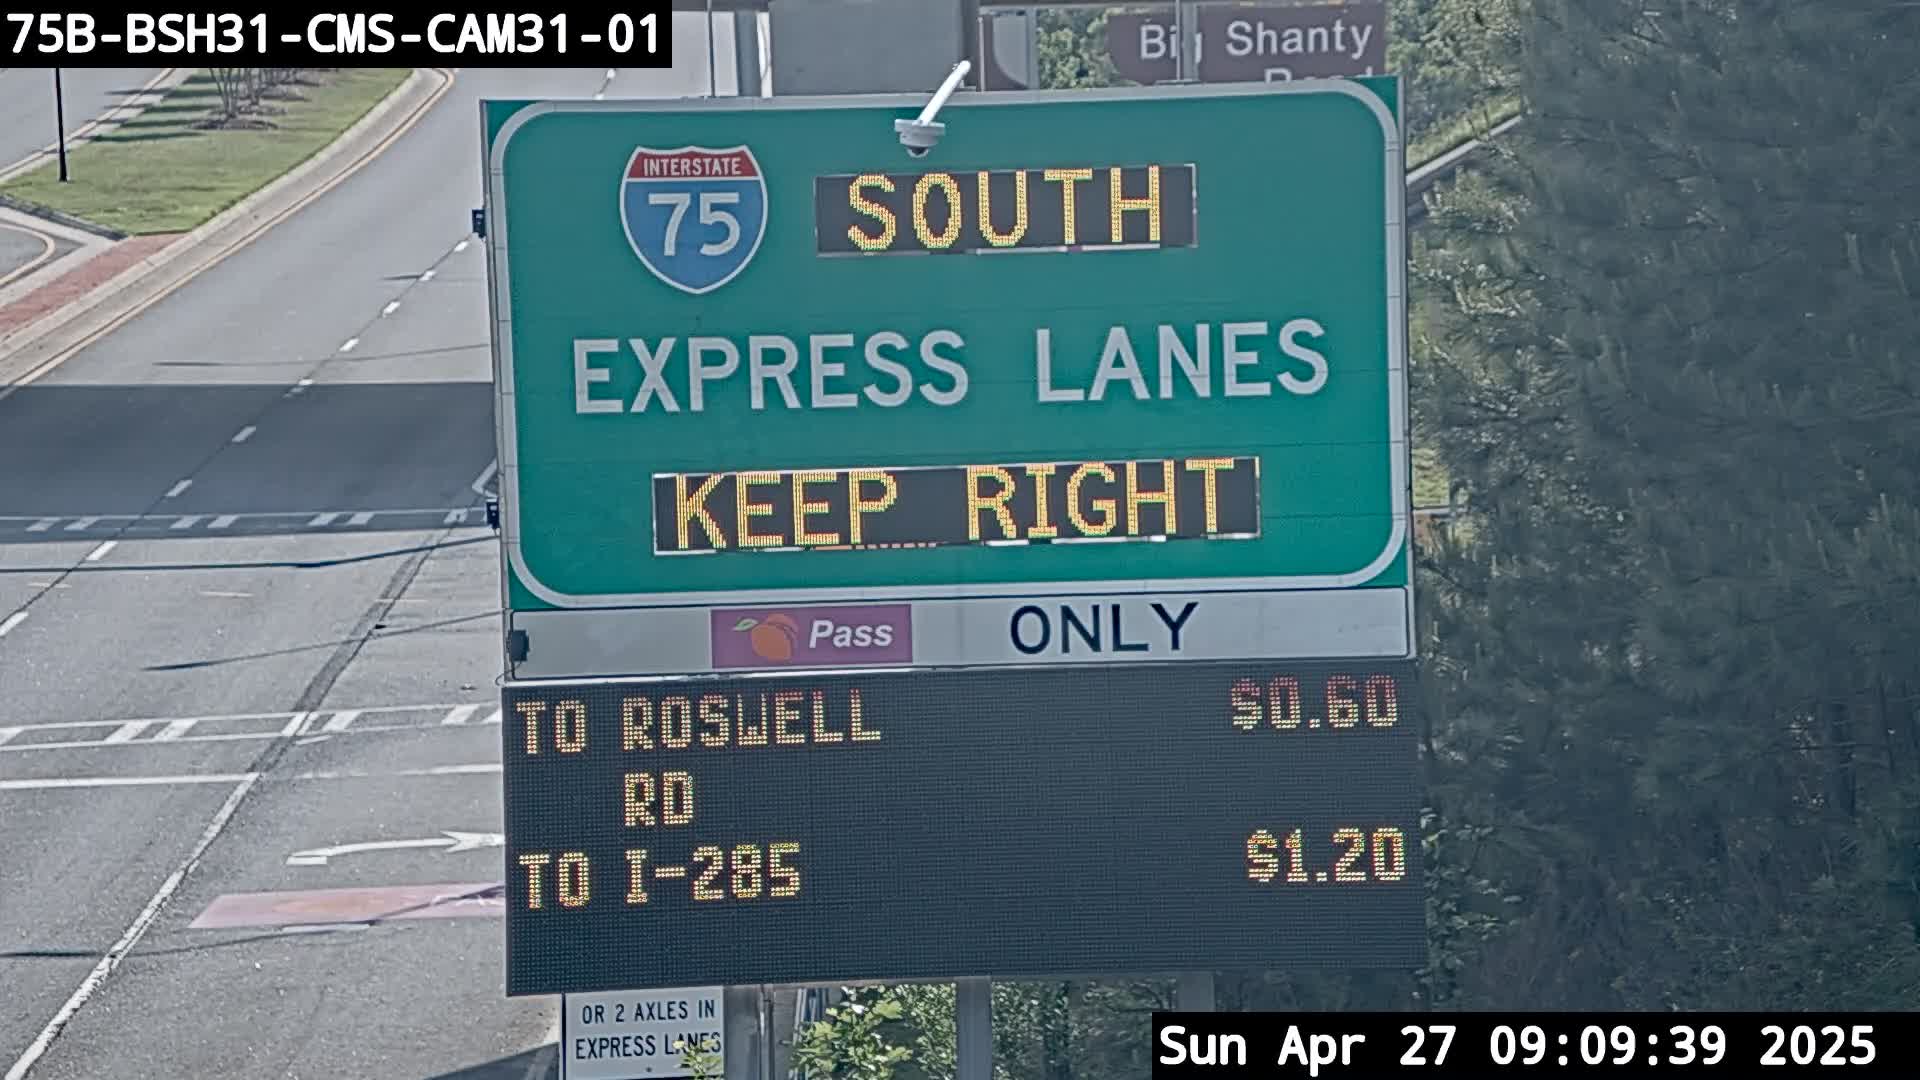 75B-BSH31-CMS-CAM31-01
Big Shanty
Road
INTERSTATE
75
SOUTH
EXPRESS LANES
KEEP RIGHT
Pass ONLY
TO ROSWELL $0.60
RD
TO I-285 $1.20
OR 2 AXLES IN
EXPRESS LANES
Sun Apr 27 09:09:39 2025